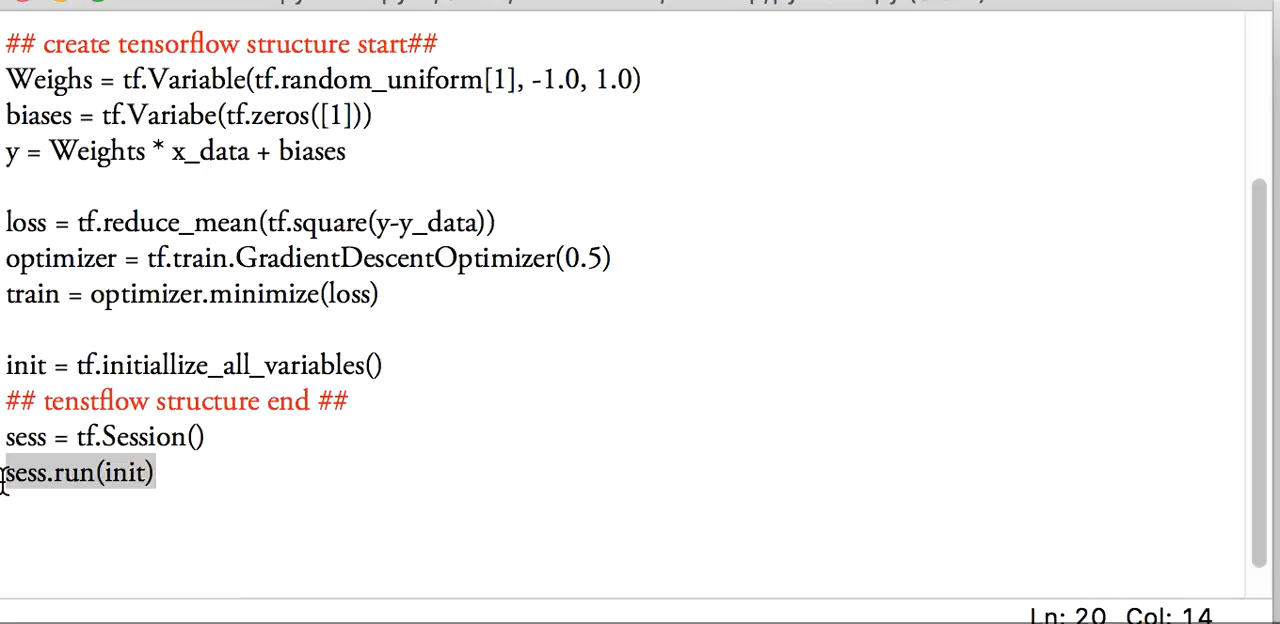 ## create tensorflow structure start##
Weighs = tf.Variable(tf.random_uniform[1], -1.0, 1.0)
biases = tf.Variabe(tf.zeros([1]))
y = Weights * x_data + biases
loss = tf.reduce_mean(tf.square(y-y_data))
optimizer = tf.train.GradientDescentOptimizer(0.5)
train = optimizer.minimize(loss)
init = tf.initiallize_all_variables()
## tenstflow structure end ##
sess = tf.Session()
sess.run(init)
Ln: 20 Col: 14